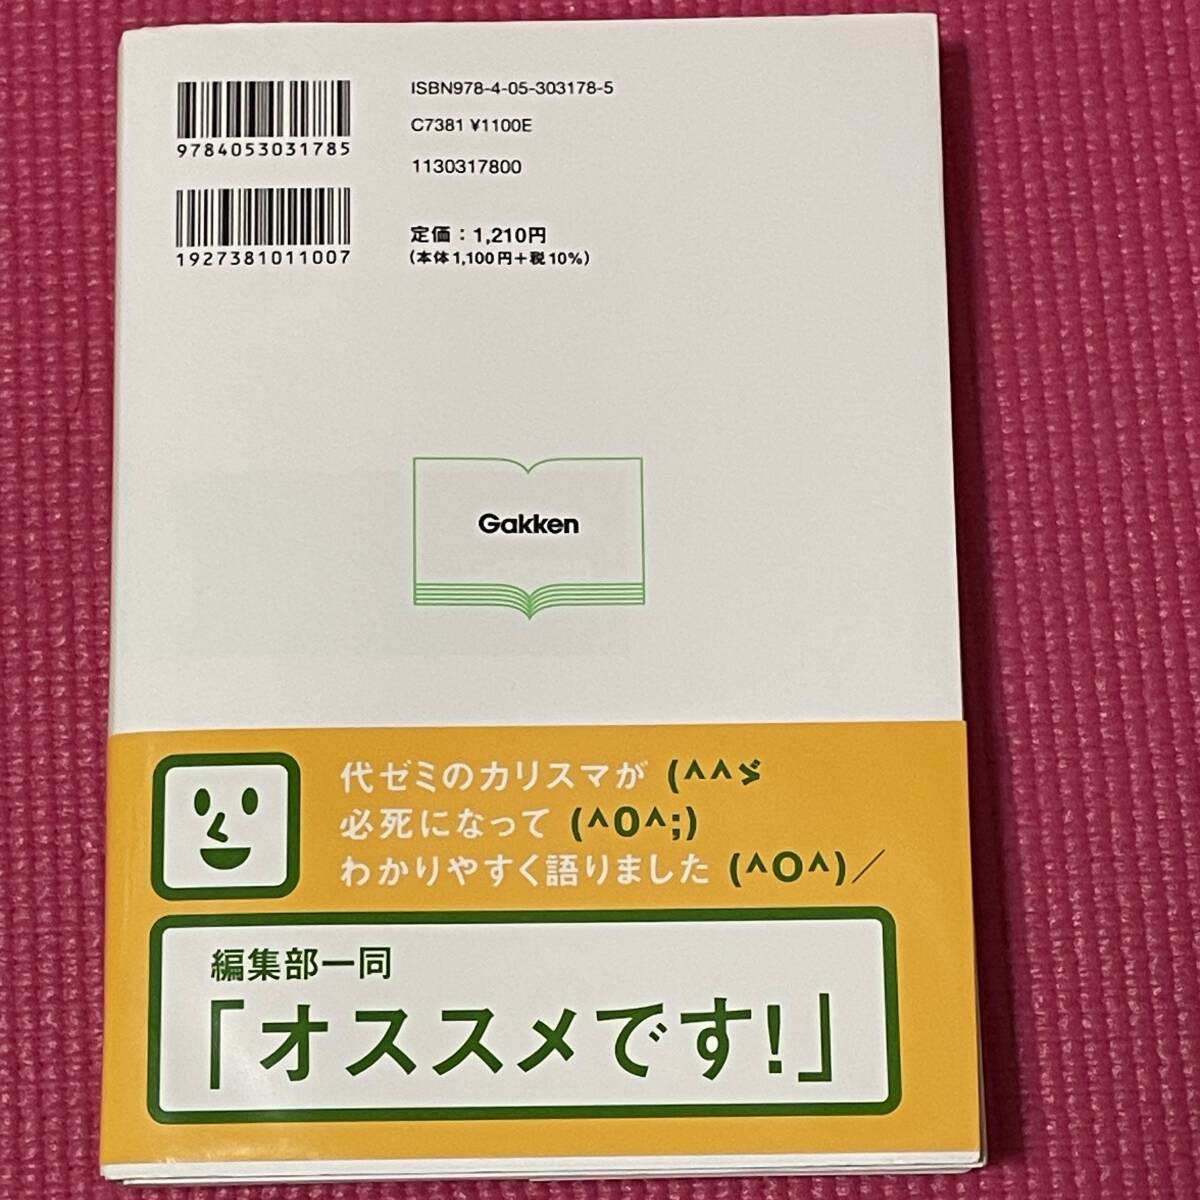 9784053031785
1927381011007
ISBN978-4-05-303178-5
C7381 ¥1100E
1130317800
定価：1,210円
（本体1,100円＋税10%）
Gakken
代ゼミのカリスマが (^^ゞ
必死になって (^O^;)
わかりやすく語りました (^O^)／
編集部一同
「オススメです!」